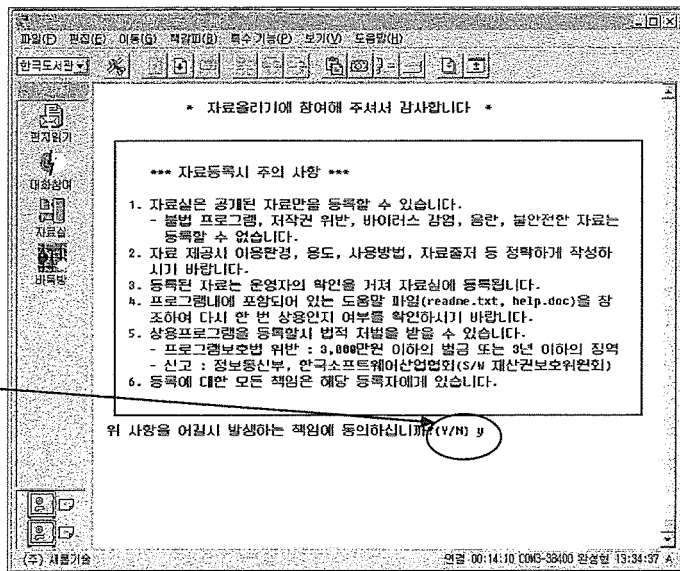 파일(F) 편집(E) 이동(G) 책갈피(B) 특수기능(P) 보기(V) 도움말(H)
한국도서관
편지읽기
대화참여
자료실
바둑방
* 자료올리기에 참여해 주셔서 감사합니다 *
*** 자료등록시 주의 사항 ***
1. 자료실은 공개된 자료만을 등록할 수 있습니다.
- 불법 프로그램, 저작권 위반, 바이러스 감염, 음란, 불안전한 자료는
등록할 수 없습니다.
2. 자료 제공시 이용환경, 용도, 사용방법, 자료출저 등 정확하게 작성하
시기 바랍니다.
3. 등록된 자료는 운영자의 확인을 거져 자료실에 등록됩니다.
4. 프로그램내에 포함되어 있는 도움말 파일(readme.txt, help.doc)을 참
조하여 다시 한 번 상용인지 여부를 확인하시기 바랍니다.
5. 상용프로그램을 등록할시 법적 처벌을 받을 수 있습니다.
- 프로그램보호법 위반 : 3,000만원 이하의 벌금 또는 3년 이하의 징역
- 신고 : 정보통신부, 한국소프트웨어산업협회(S/W 재산권보호위원회)
6. 등록에 대한 모든 책임은 해당 등록자에게 있습니다.
위 사항을 어길시 발생하는 책임에 동의하십니까?(Y/N) y
(주) 새롬기술
연결 00:14:10 COM3-38400 완성형 13:34:37 A